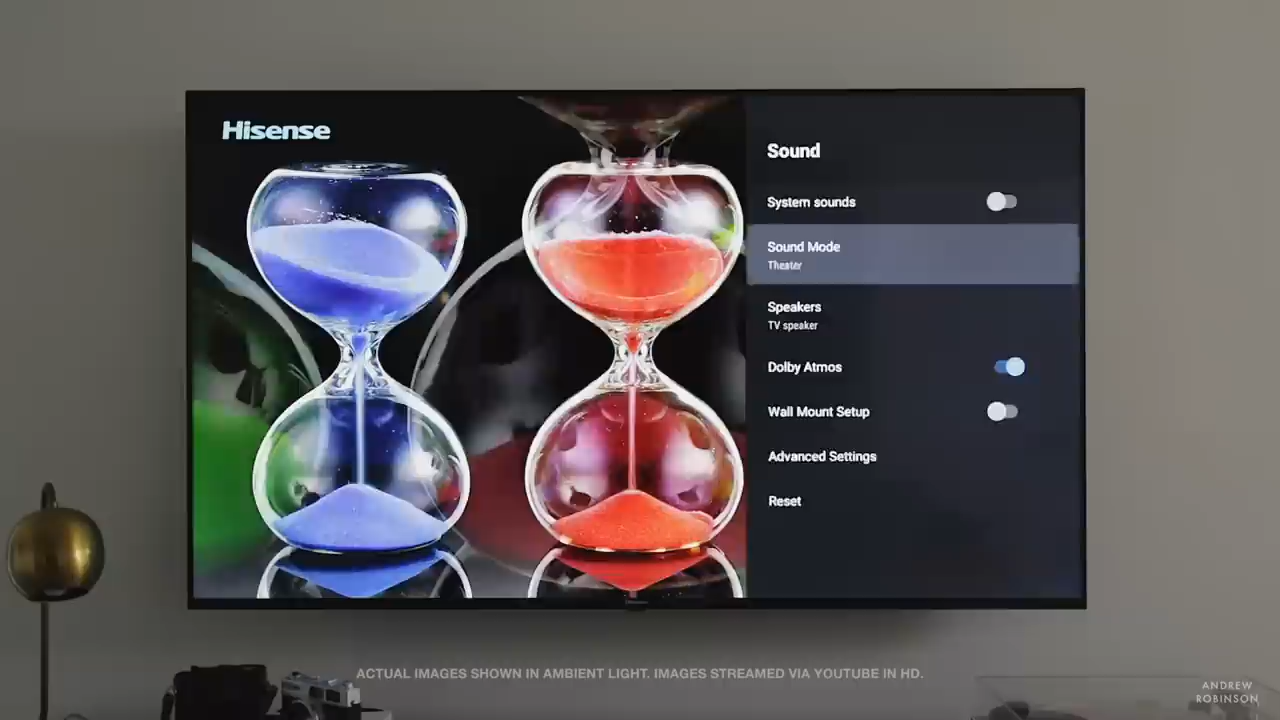 Hisense
Sound
System sounds
Sound Mode
Theater
Speakers
TV speaker
Dolby Atmos
Wall Mount Setup
Advanced Settings
Reset
ACTUAL IMAGES SHOWN IN AMBIENT LIGHT. IMAGES STREAMED VIA YOUTUBE IN HD.
ANDREW
ROBINSON